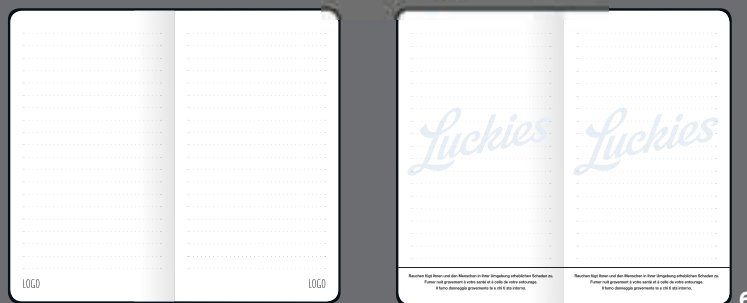 LOGO
LOGO
Luckies
Luckies
Rauchen fügt Ihnen und den Menschen in Ihrer Umgebung erheblichen Schaden zu.
Fumer nuit gravement à votre santé et à celle de votre entourage.
Il fumo danneggia gravemente te e chi ti sta intorno.
Rauchen fügt Ihnen und den Menschen in Ihrer Umgebung erheblichen Schaden zu.
Fumer nuit gravement à votre santé et à celle de votre entourage.
Il fumo danneggia gravemente te e chi ti sta intorno.